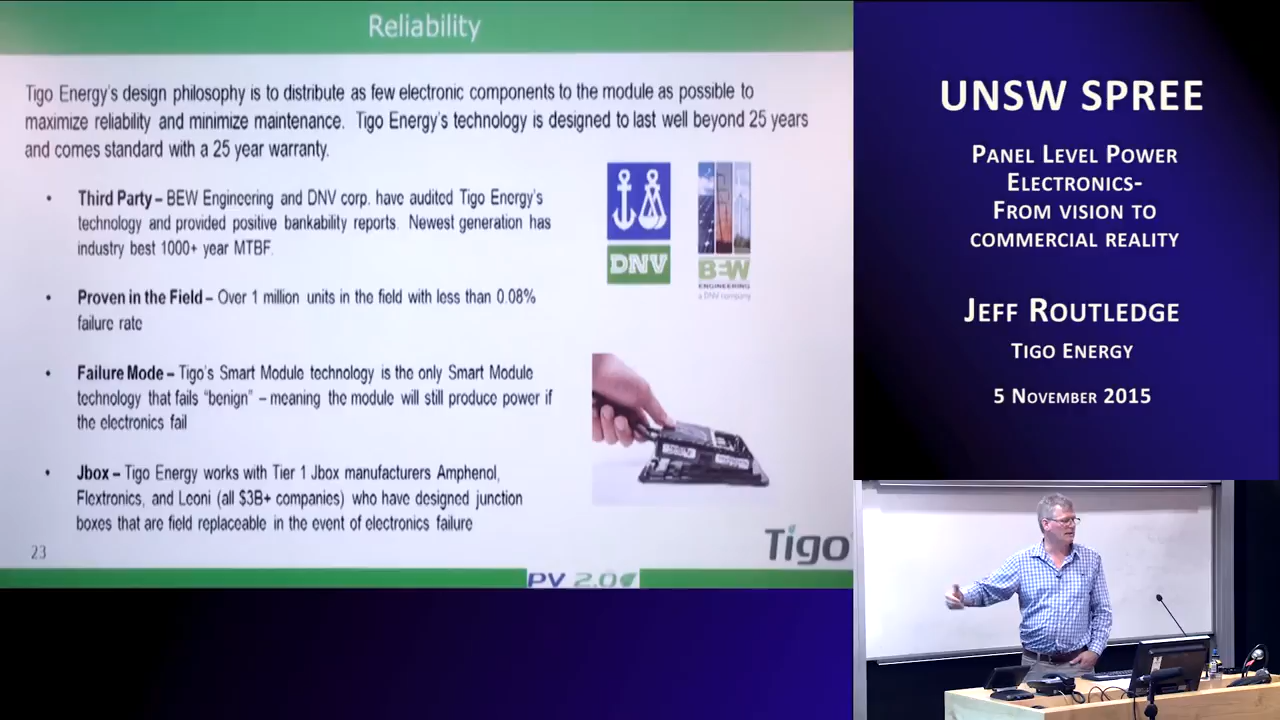 Reliability
Tigo Energy's design philosophy is to distribute as few electronic components to the module as possible to
maximize reliability and minimize maintenance. Tigo Energy's technology is designed to last well beyond 25 years
and comes standard with a 25 year warranty.
• Third Party – BEW Engineering and DNV corp. have audited Tigo Energy's
technology and provided positive bankability reports. Newest generation has
industry best 1000+ year MTBF.
• Proven in the Field – Over 1 million units in the field with less than 0.08%
failure rate
• Failure Mode – Tigo's Smart Module technology is the only Smart Module
technology that fails "benign" – meaning the module will still produce power if
the electronics fail
• Jbox – Tigo Energy works with Tier 1 Jbox manufacturers Amphenol,
Flextronics, and Leoni (all $3B+ companies) who have designed junction
boxes that are field replaceable in the event of electronics failure
DNV
BEW
ENGINEERING
a DNV company
23
Tigo
PV 2.0
UNSW SPREE
PANEL LEVEL POWER
ELECTRONICS-
FROM VISION TO
COMMERCIAL REALITY
JEFF ROUTLEDGE
TIGO ENERGY
5 NOVEMBER 2015